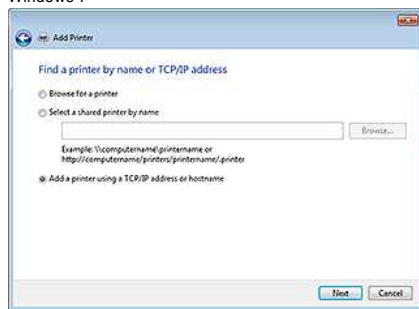 Add Printer
Find a printer by name or TCP/IP address
Browse for a printer
Select a shared printer by name
Browse...
Example: \\computername\printername or
http://computername/printers/printername/.printer
Add a printer using a TCP/IP address or hostname
Next
Cancel